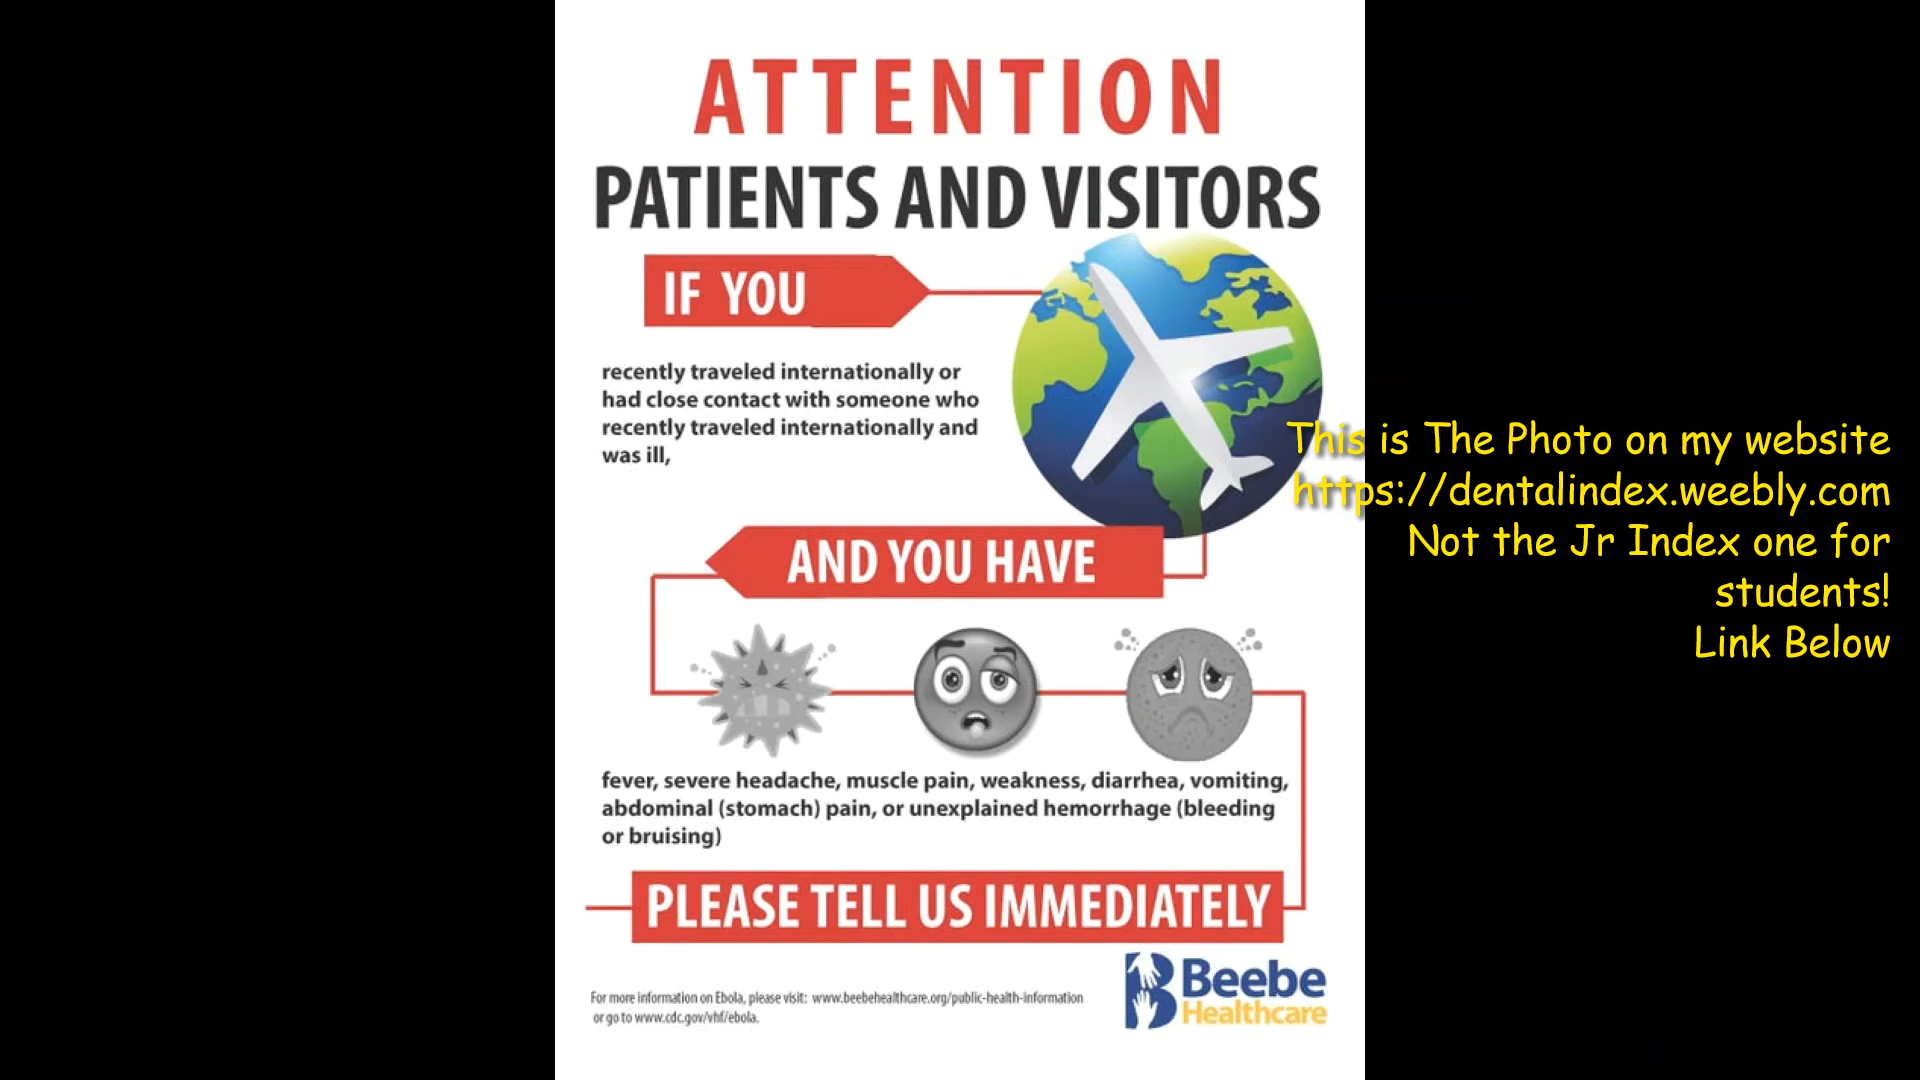 ATTENTION
PATIENTS AND VISITORS
IF YOU
recently traveled internationally or
had close contact with someone who
recently traveled internationally and
was ill,
This is The Photo on my website
https://dentalindex.weebly.com
Not the Jr Index one for
students!
Link Below
AND YOU HAVE
fever, severe headache, muscle pain, weakness, diarrhea, vomiting,
abdominal (stomach) pain, or unexplained hemorrhage (bleeding
or bruising)
PLEASE TELL US IMMEDIATELY
For more information on Ebola, please visit: www.beebehealthcare.org/public-health-information
or go to www.cdc.gov/vhf/ebola.
Beebe
Healthcare